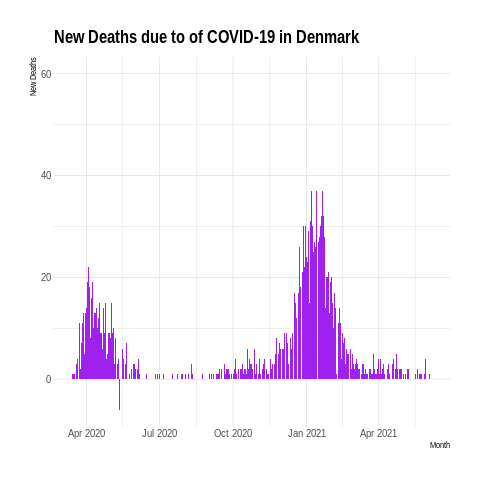 New Deaths due to of COVID-19 in Denmark
New Deaths
60
40
20
0
Apr 2020 Jul 2020 Oct 2020 Jan 2021 Apr 2021
Month